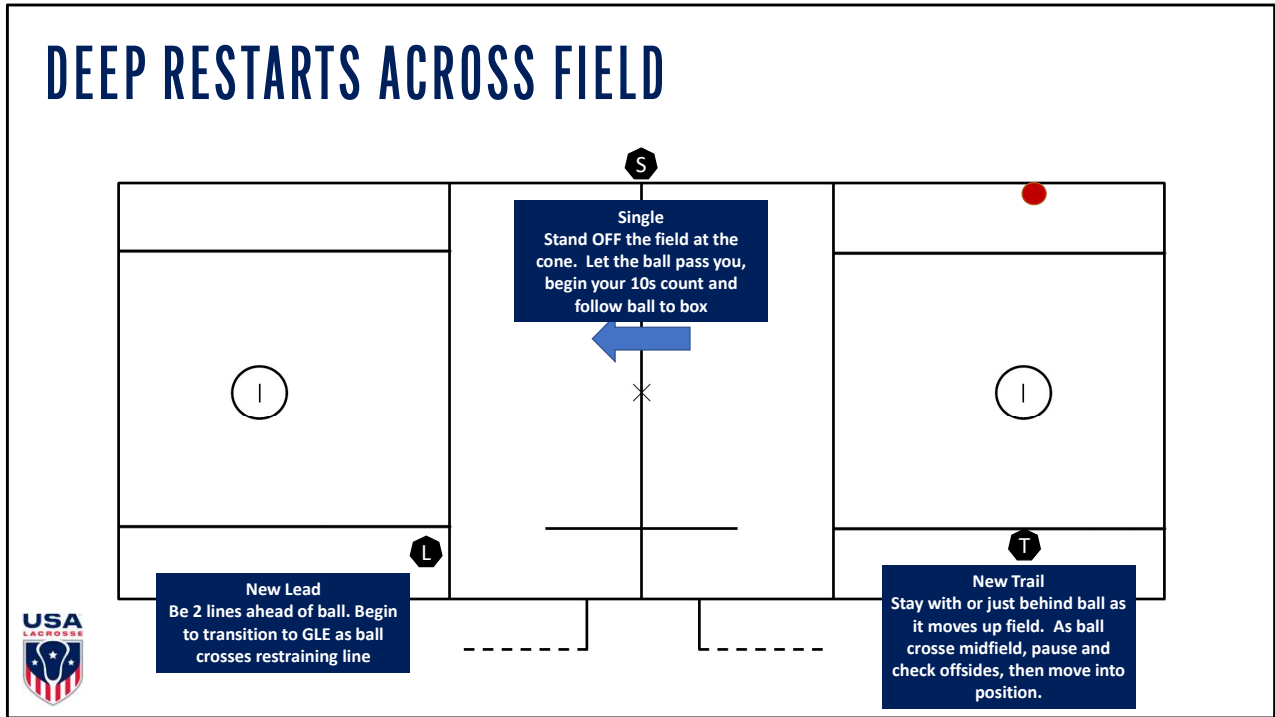 DEEP RESTARTS ACROSS FIELD
S
Single
Stand OFF the field at the
cone. Let the ball pass you,
begin your 10s count and
follow ball to box
L
T
New Lead
Be 2 lines ahead of ball. Begin
to transition to GLE as ball
crosses restraining line
New Trail
Stay with or just behind ball as
it moves up field. As ball
crosse midfield, pause and
check offsides, then move into
position.
USA
LACROSSE